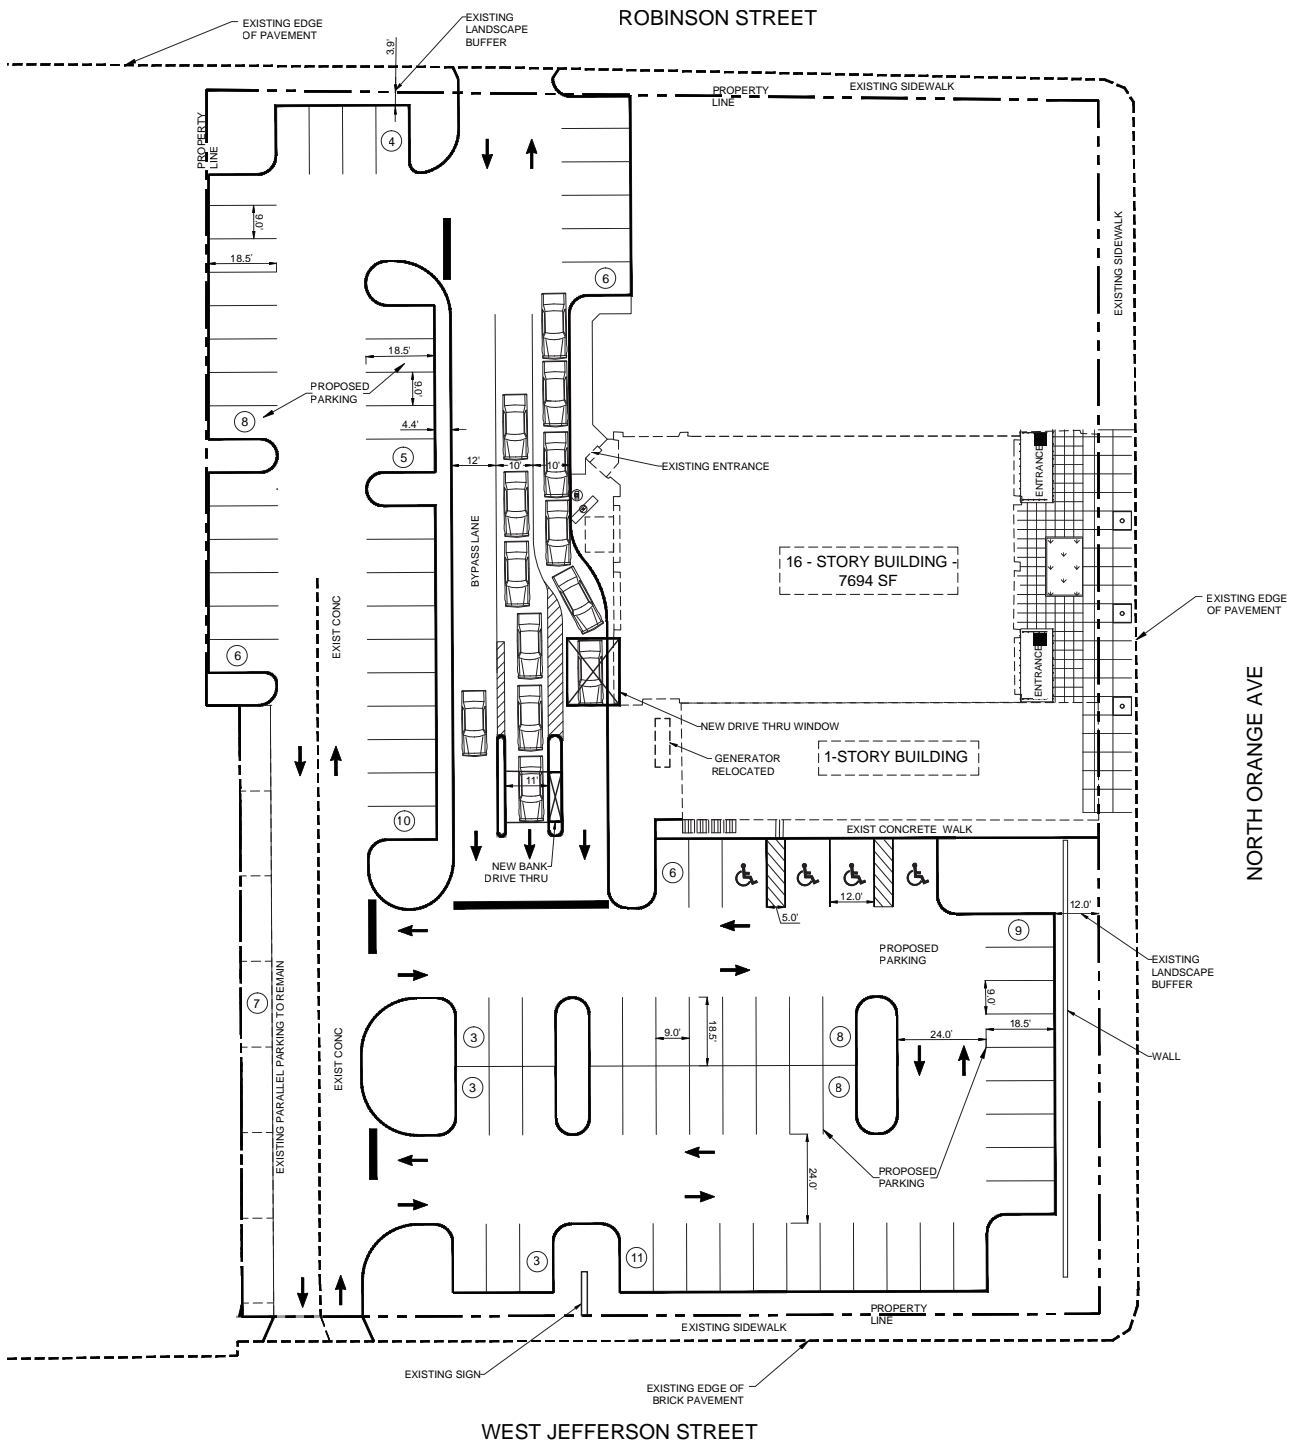 ROBINSON STREET
EXISTING EDGE
OF PAVEMENT
3.9'
EXISTING
LANDSCAPE
BUFFER
PROPERTY
LINE
EXISTING SIDEWALK
PROPERTY
LINE
4
9.0'
18.5'
EXISTING SIDEWALK
6
18.5'
PROPOSED
PARKING
9.0'
8
4.4'
5
12'
10'
10'
EXISTING ENTRANCE
ENTRANCE
BYPASS LANE
16 - STORY BUILDING -
7694 SF
EXISTING EDGE
OF PAVEMENT
EXIST CONC
6
ENTRANCE
NORTH ORANGE AVE
NEW DRIVE THRU WINDOW
GENERATOR
RELOCATED
1-STORY BUILDING
11'
10
EXIST CONCRETE WALK
NEW BANK
DRIVE THRU
6
12.0'
5.0'
12.0'
9
PROPOSED
PARKING
EXISTING
LANDSCAPE
BUFFER
EXISTING PARALLEL PARKING TO REMAIN
7
9.0'
18.5'
3
9.0'
18.5'
8
24.0'
WALL
EXIST CONC
3
8
PROPOSED
PARKING
24.0'
3
11
PROPERTY
LINE
EXISTING SIDEWALK
EXISTING SIGN
EXISTING EDGE OF
BRICK PAVEMENT
WEST JEFFERSON STREET